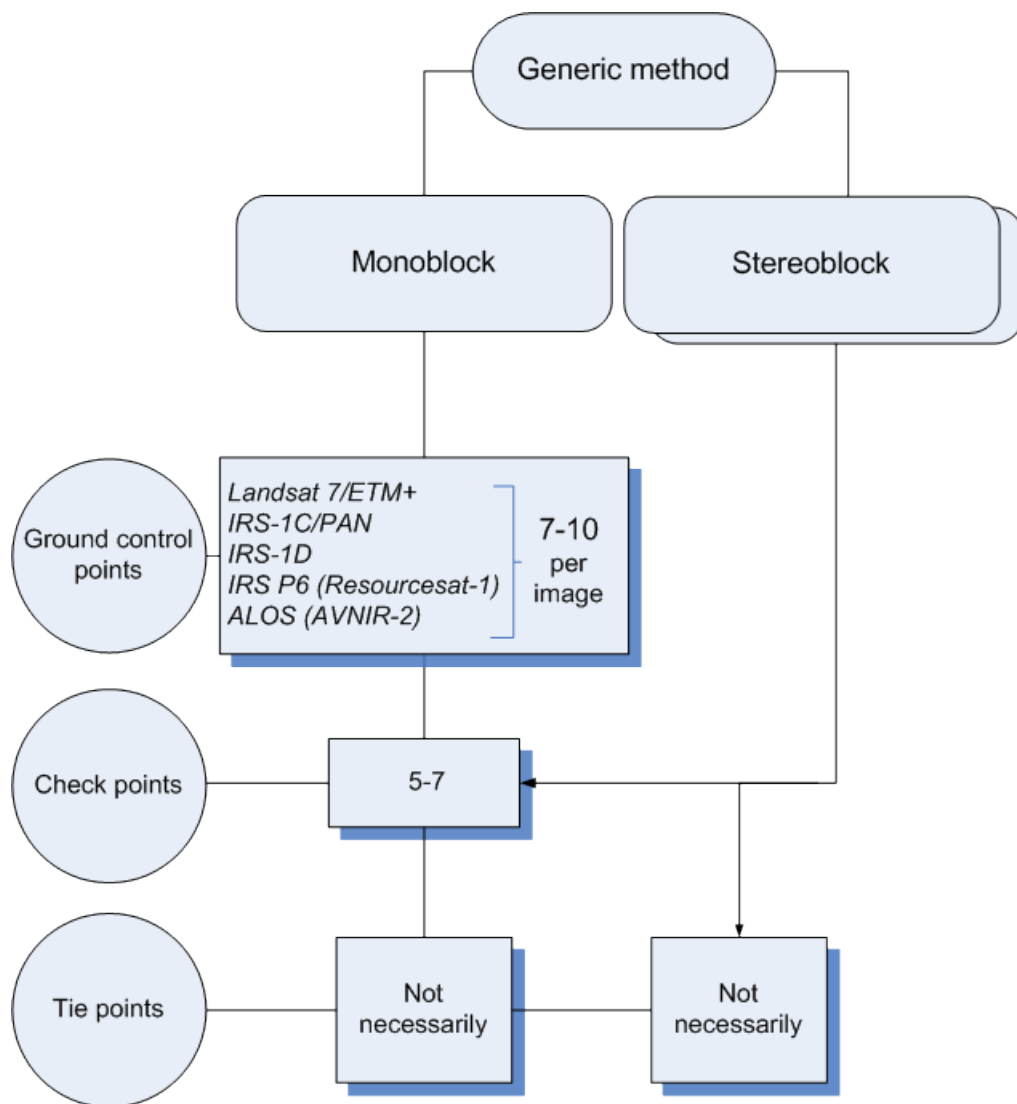 Generic method
Monoblock
Stereoblock
Ground control
points
Landsat 7/ETM+
IRS-1C/PAN
IRS-1D
IRS P6 (Resourcesat-1)
ALOS (AVNIR-2)
7-10
per
image
Check points
5-7
Tie points
Not
necessarily
Not
necessarily